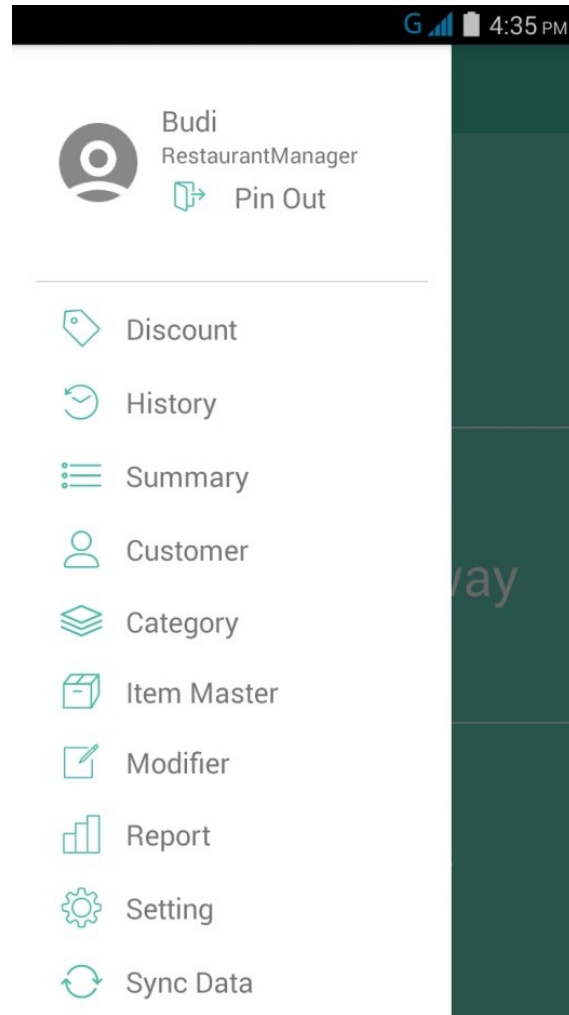 G 4:35 PM
Budi
RestaurantManager
Pin Out
Discount
History
Summary
Customer
way
Category
Item Master
Modifier
Report
Setting
Sync Data